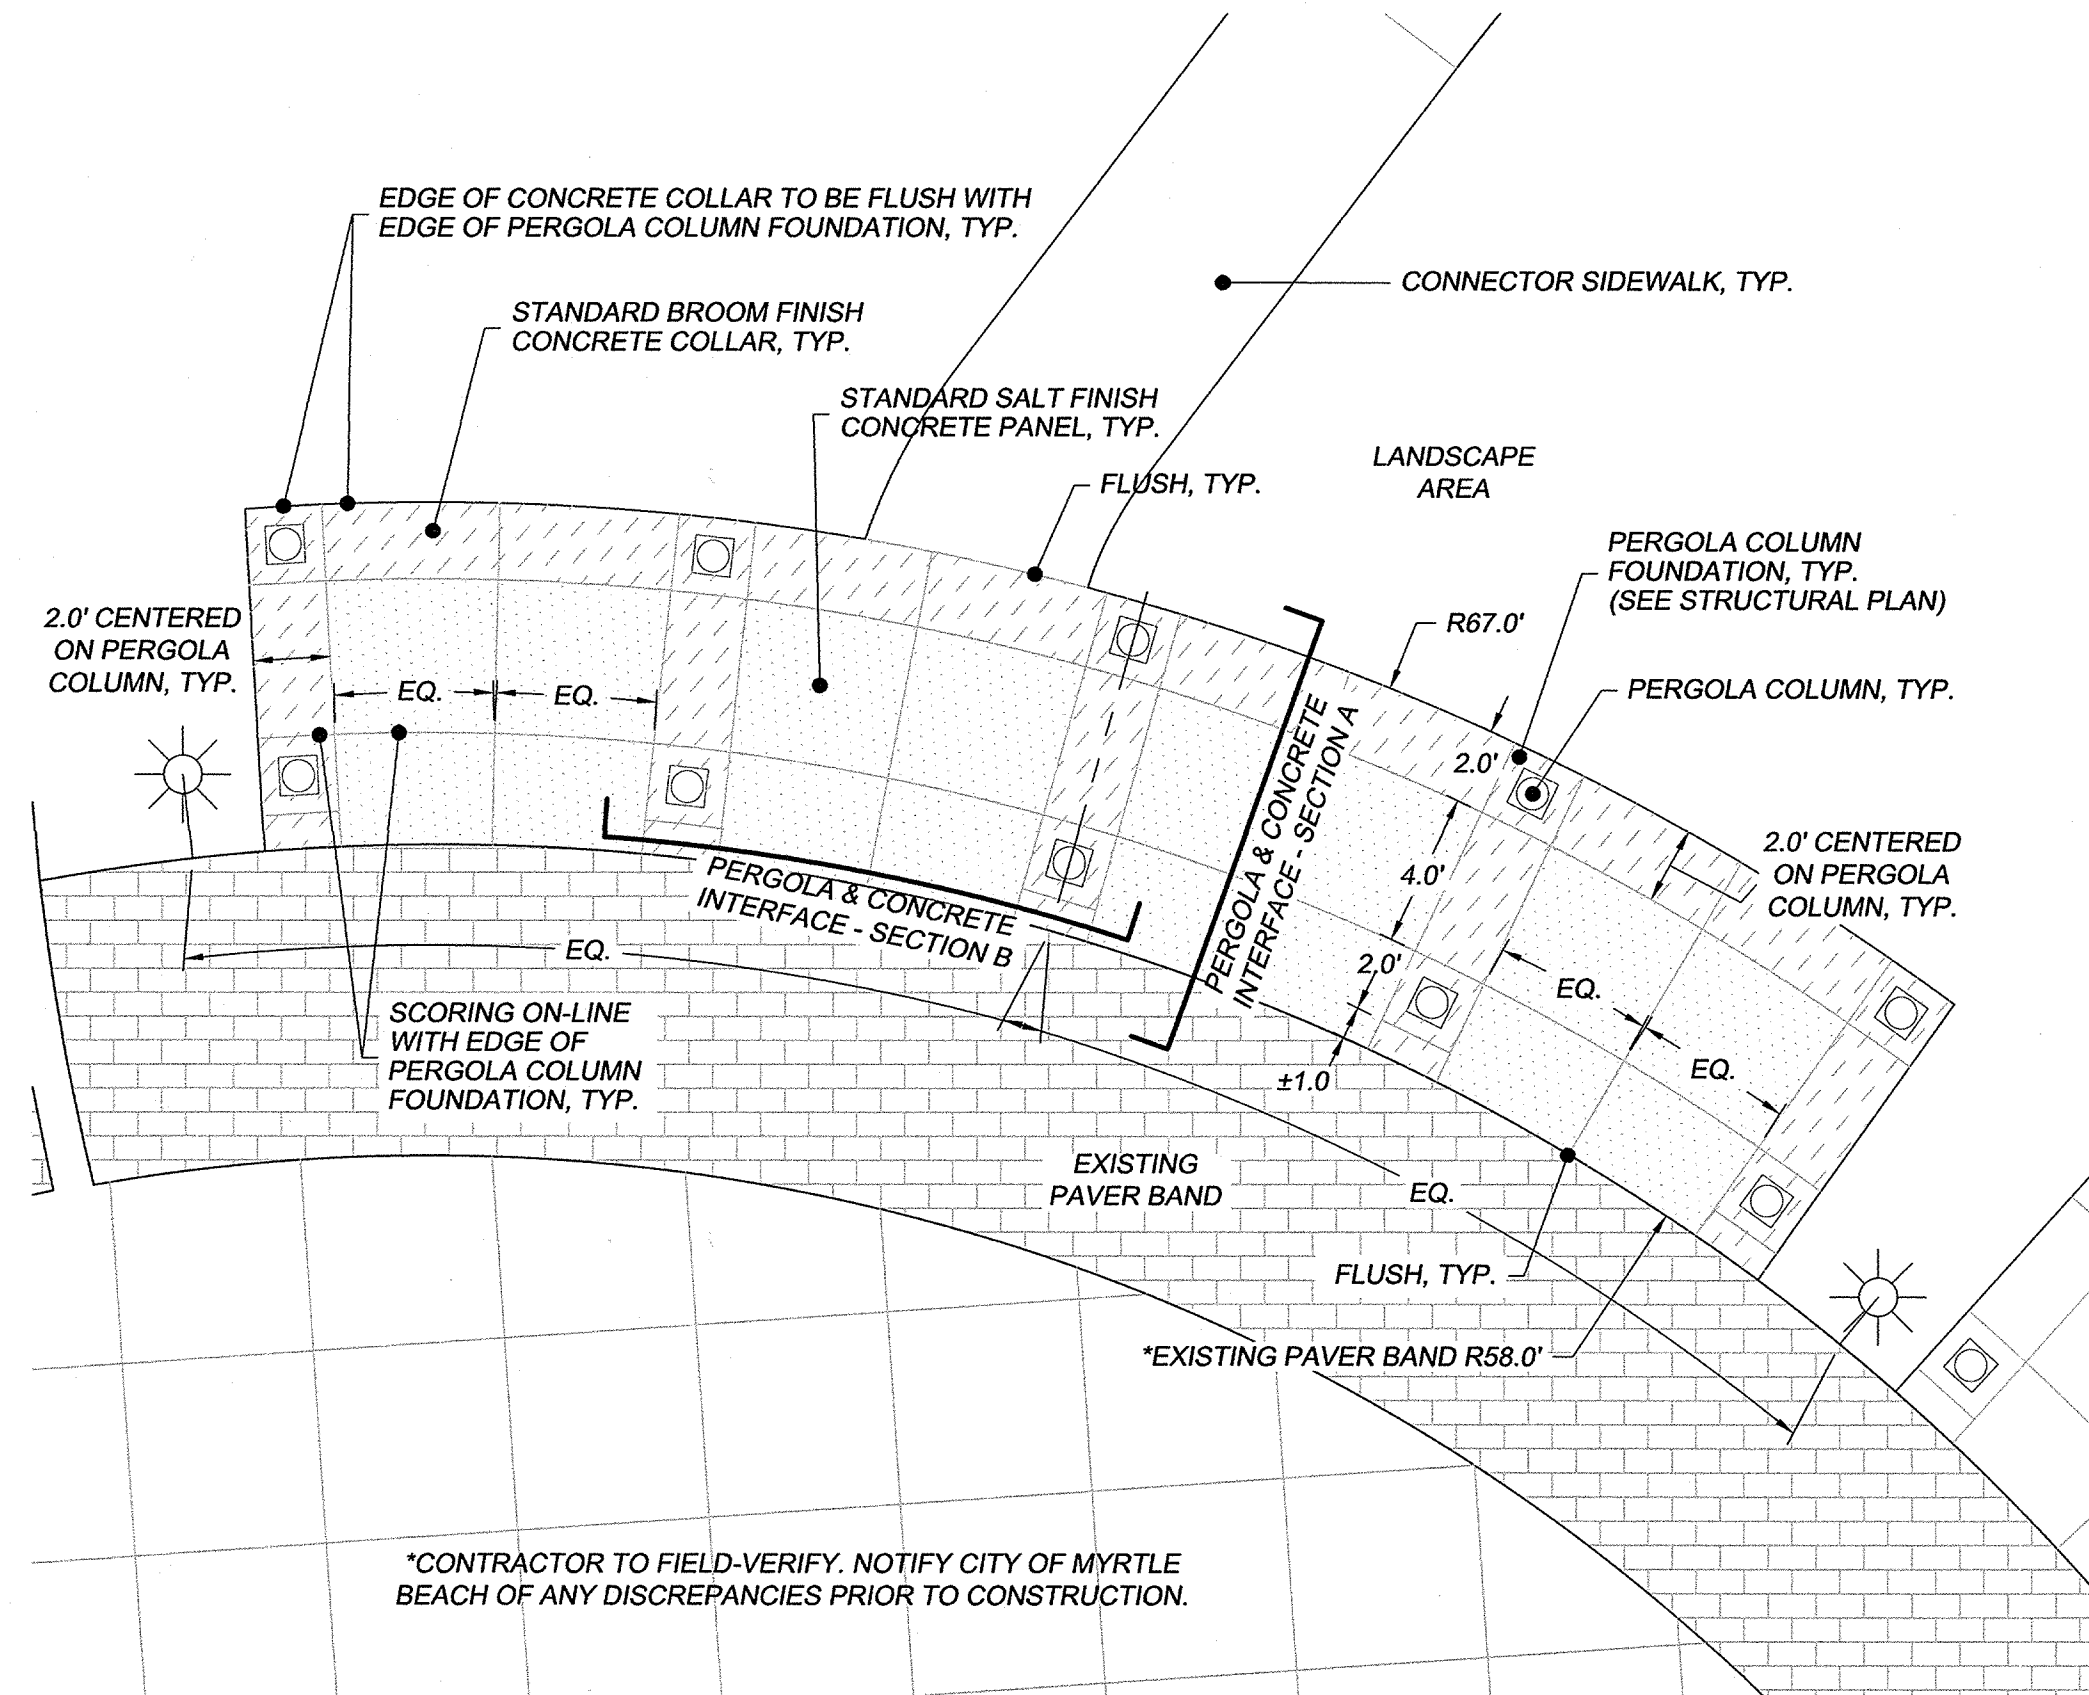 EDGE OF CONCRETE COLLAR TO BE FLUSH WITH
EDGE OF PERGOLA COLUMN FOUNDATION, TYP.
CONNECTOR SIDEWALK, TYP.
STANDARD BROOM FINISH
CONCRETE COLLAR, TYP.
STANDARD SALT FINISH
CONCRETE PANEL, TYP.
FLUSH, TYP.
LANDSCAPE
AREA
PERGOLA COLUMN
FOUNDATION, TYP.
(SEE STRUCTURAL PLAN)
R67.0'
PERGOLA COLUMN, TYP.
2.0' CENTERED
ON PERGOLA
COLUMN, TYP.
EQ.
EQ.
PERGOLA & CONCRETE
INTERFACE - SECTION A
2.0'
4.0'
2.0'
±1.0
2.0' CENTERED
ON PERGOLA
COLUMN, TYP.
PERGOLA & CONCRETE
INTERFACE - SECTION B
EQ.
EQ.
EQ.
SCORING ON-LINE
WITH EDGE OF
PERGOLA COLUMN
FOUNDATION, TYP.
EXISTING
PAVER BAND
EQ.
FLUSH, TYP.
*EXISTING PAVER BAND R58.0'
*CONTRACTOR TO FIELD-VERIFY. NOTIFY CITY OF MYRTLE
BEACH OF ANY DISCREPANCIES PRIOR TO CONSTRUCTION.